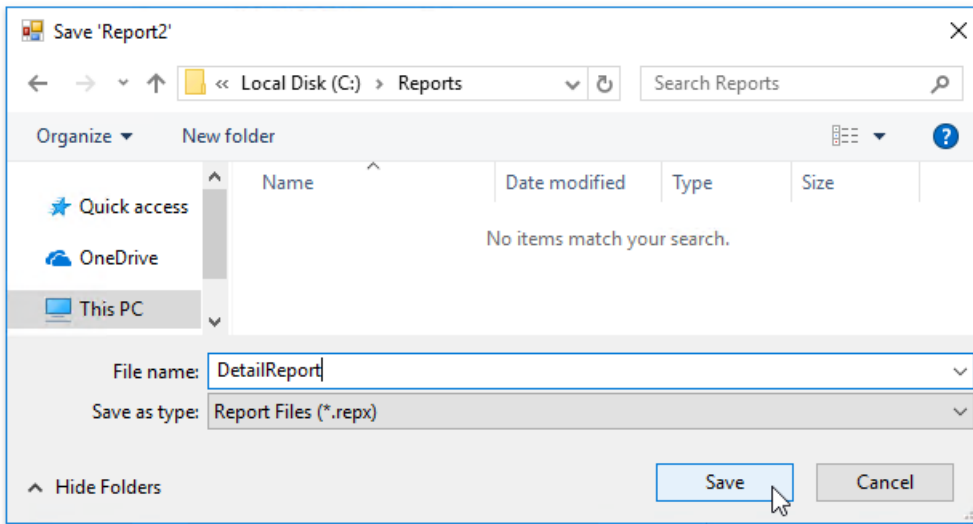 Save 'Report2'
« Local Disk (C:) > Reports
Search Reports
Organize
New folder
?
Name
Date modified
Type
Size
Quick access
OneDrive
This PC
No items match your search.
File name: DetailReport
Save as type: Report Files (*.repx)
Hide Folders
Save
Cancel